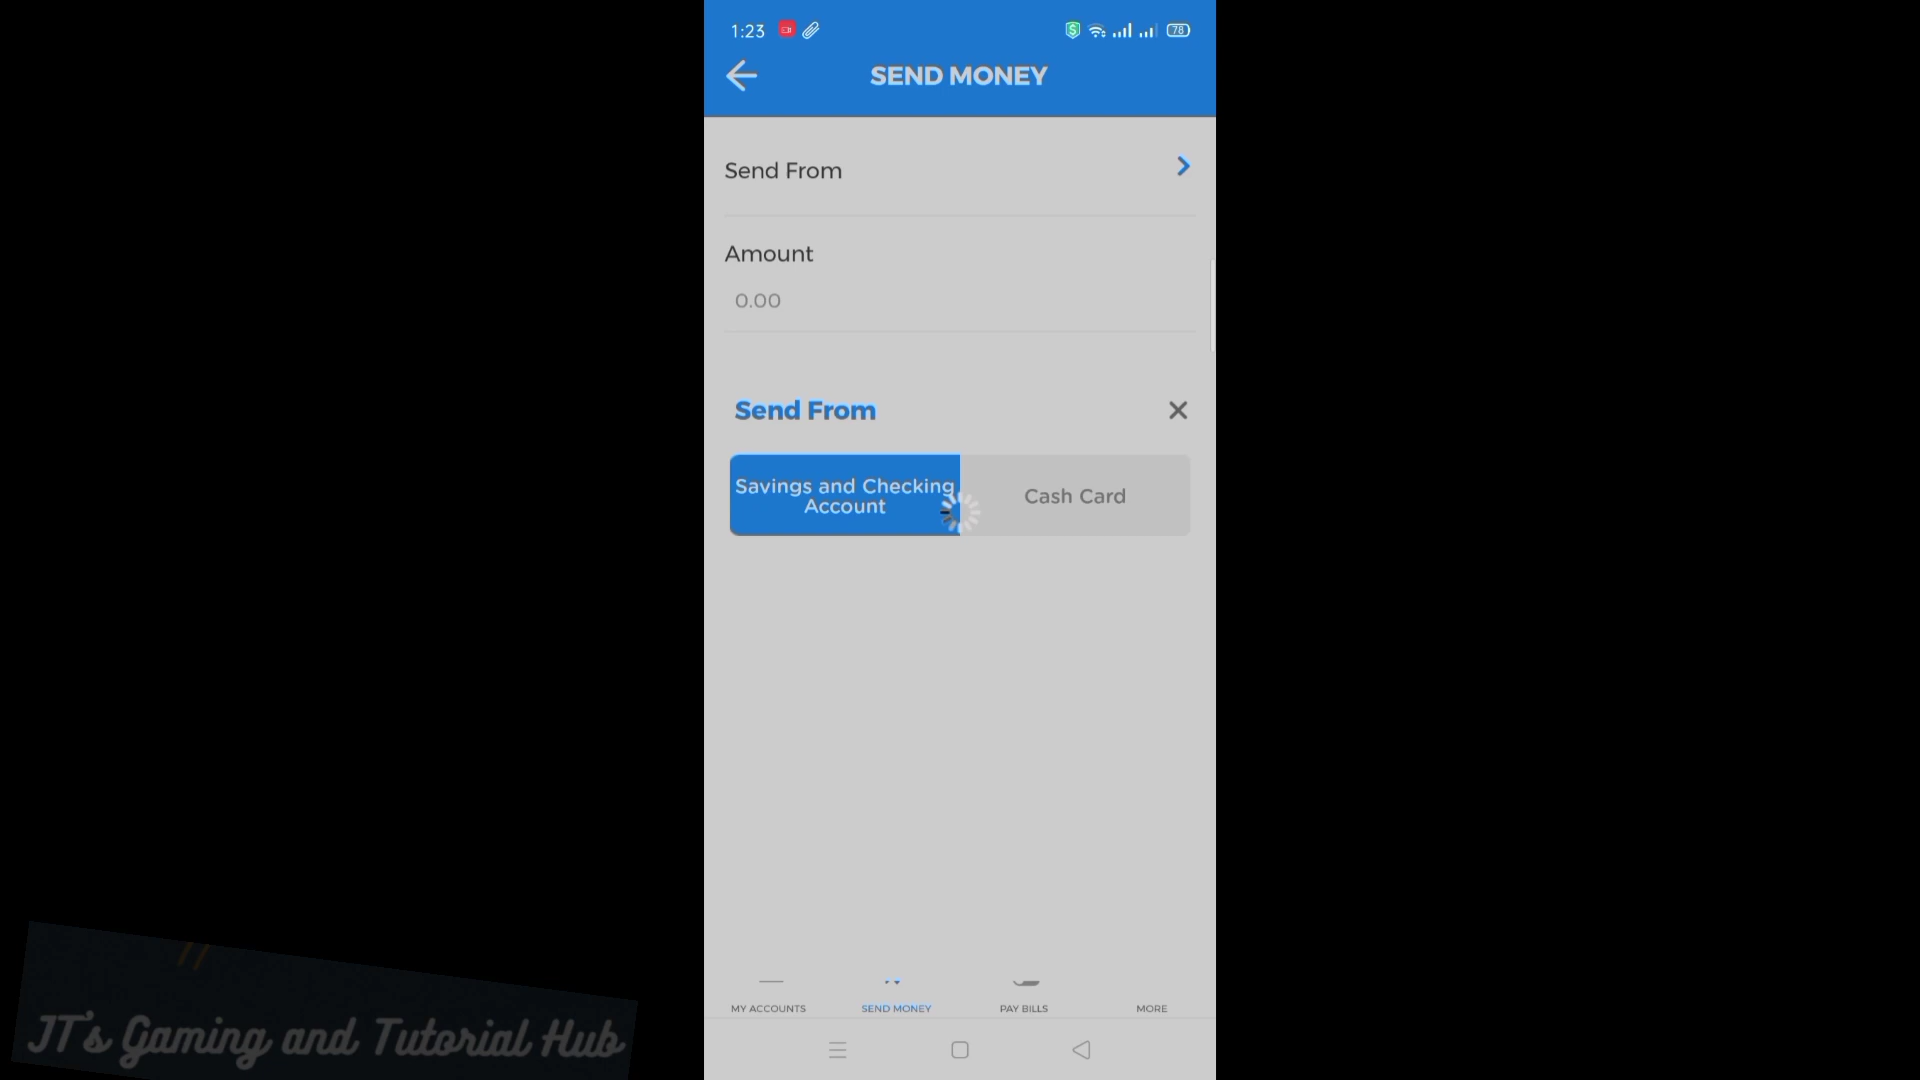 1:23
78
SEND MONEY
Send From
Amount
0.00
Send From
Savings and Checking
Account
Cash Card
MY ACCOUNTS
SEND MONEY
PAY BILLS
MORE
JT's Gaming and Tutorial Hub